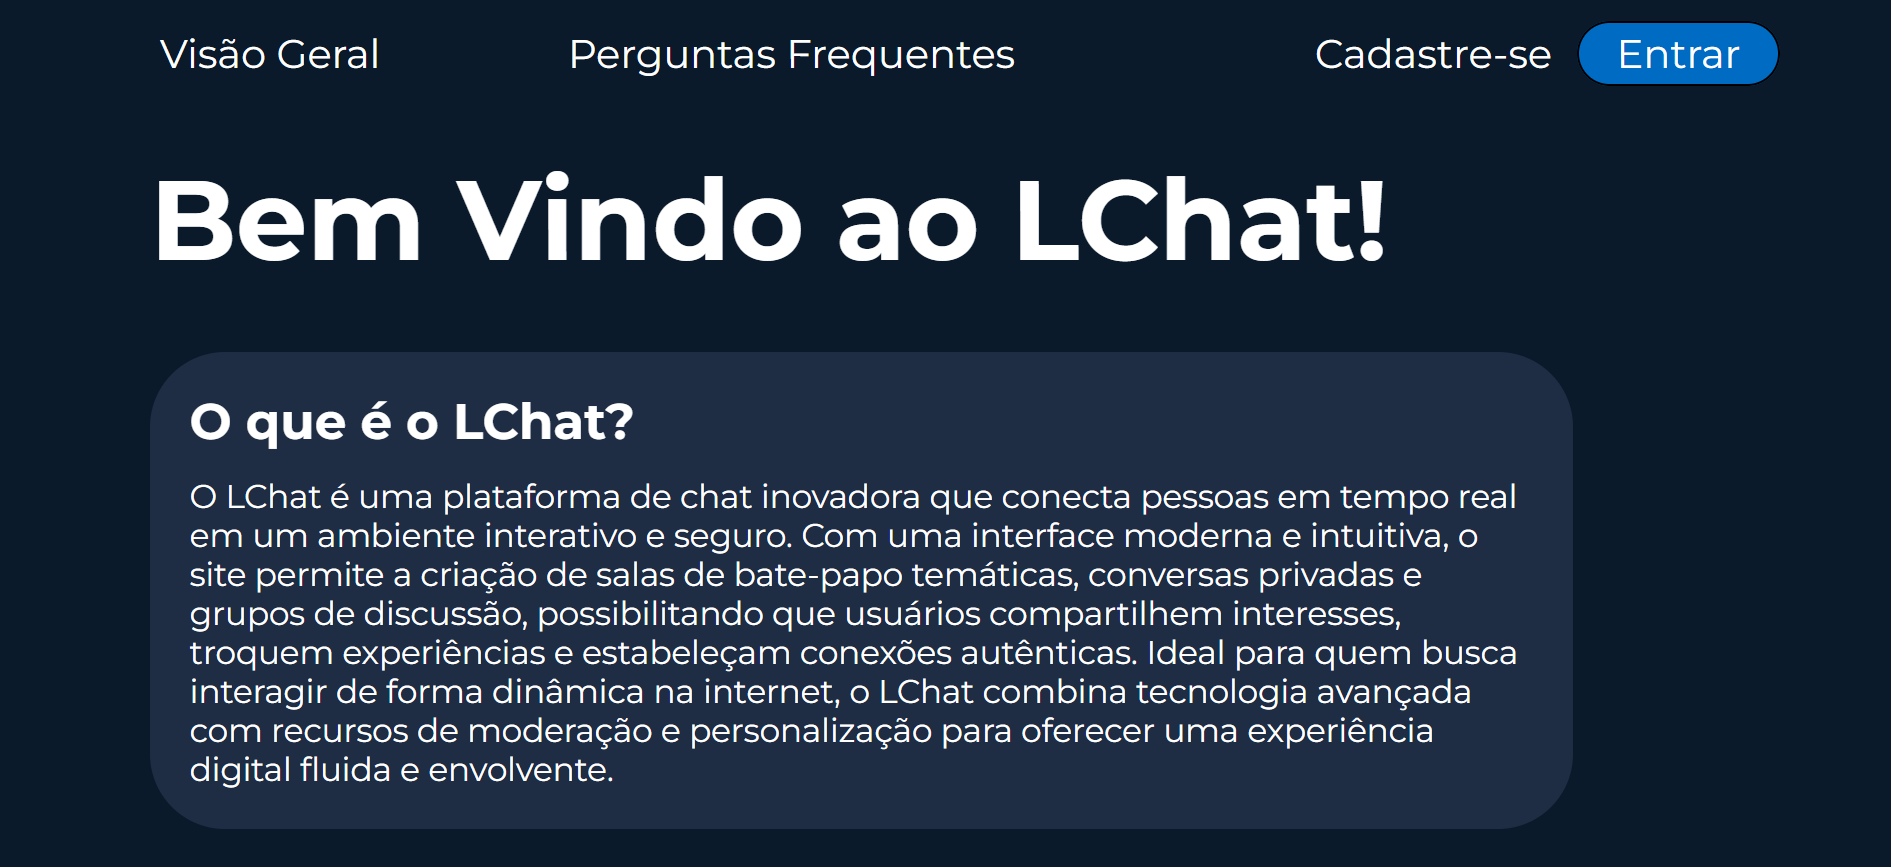 Visão Geral
Perguntas Frequentes
Cadastre-se
Entrar
Bem Vindo ao LChat!
O que é o LChat?
O LChat é uma plataforma de chat inovadora que conecta pessoas em tempo real
em um ambiente interativo e seguro. Com uma interface moderna e intuitiva, o
site permite a criação de salas de bate-papo temáticas, conversas privadas e
grupos de discussão, possibilitando que usuários compartilhem interesses,
troquem experiências e estabeleçam conexões autênticas. Ideal para quem busca
interagir de forma dinâmica na internet, o LChat combina tecnologia avançada
com recursos de moderação e personalização para oferecer uma experiência
digital fluida e envolvente.